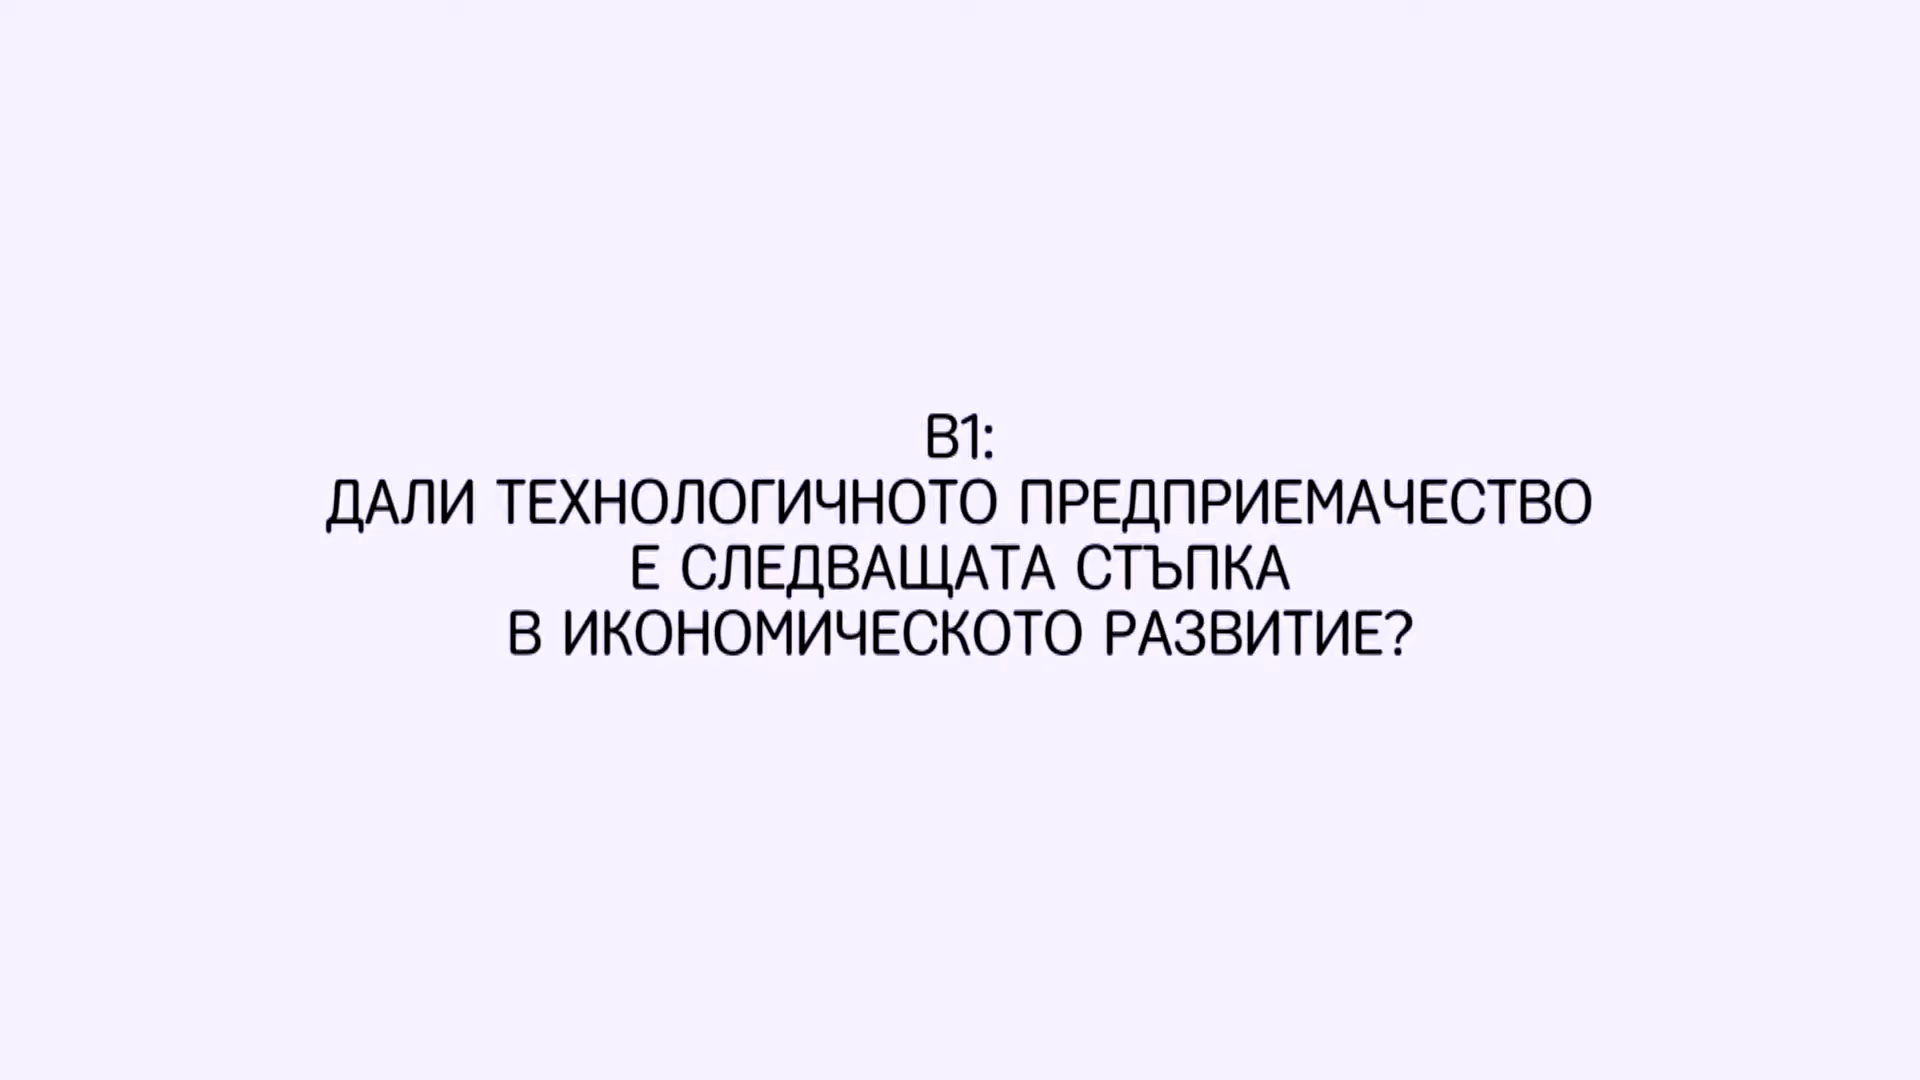 В1:
ДАЛИ ТЕХНОЛОГИЧНОТО ПРЕДПРИЕМАЧЕСТВО
Е СЛЕДВАЩАТА СТЪПКА
В ИКОНОМИЧЕСКОТО РАЗВИТИЕ?